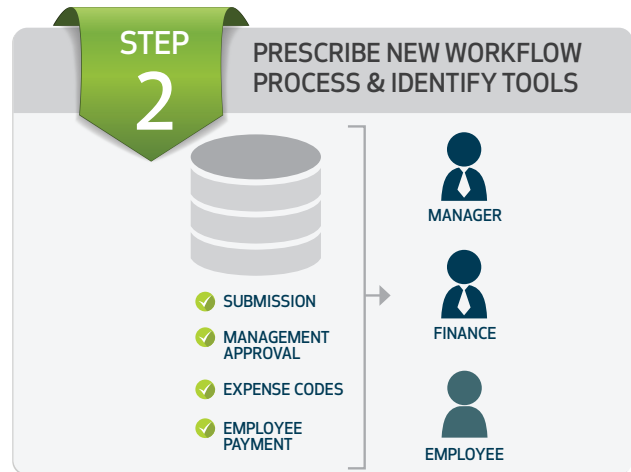 STEP
2
PRESCRIBE NEW WORKFLOW
PROCESS & IDENTIFY TOOLS
SUBMISSION
MANAGEMENT
APPROVAL
EXPENSE CODES
EMPLOYEE
PAYMENT
MANAGER
FINANCE
EMPLOYEE